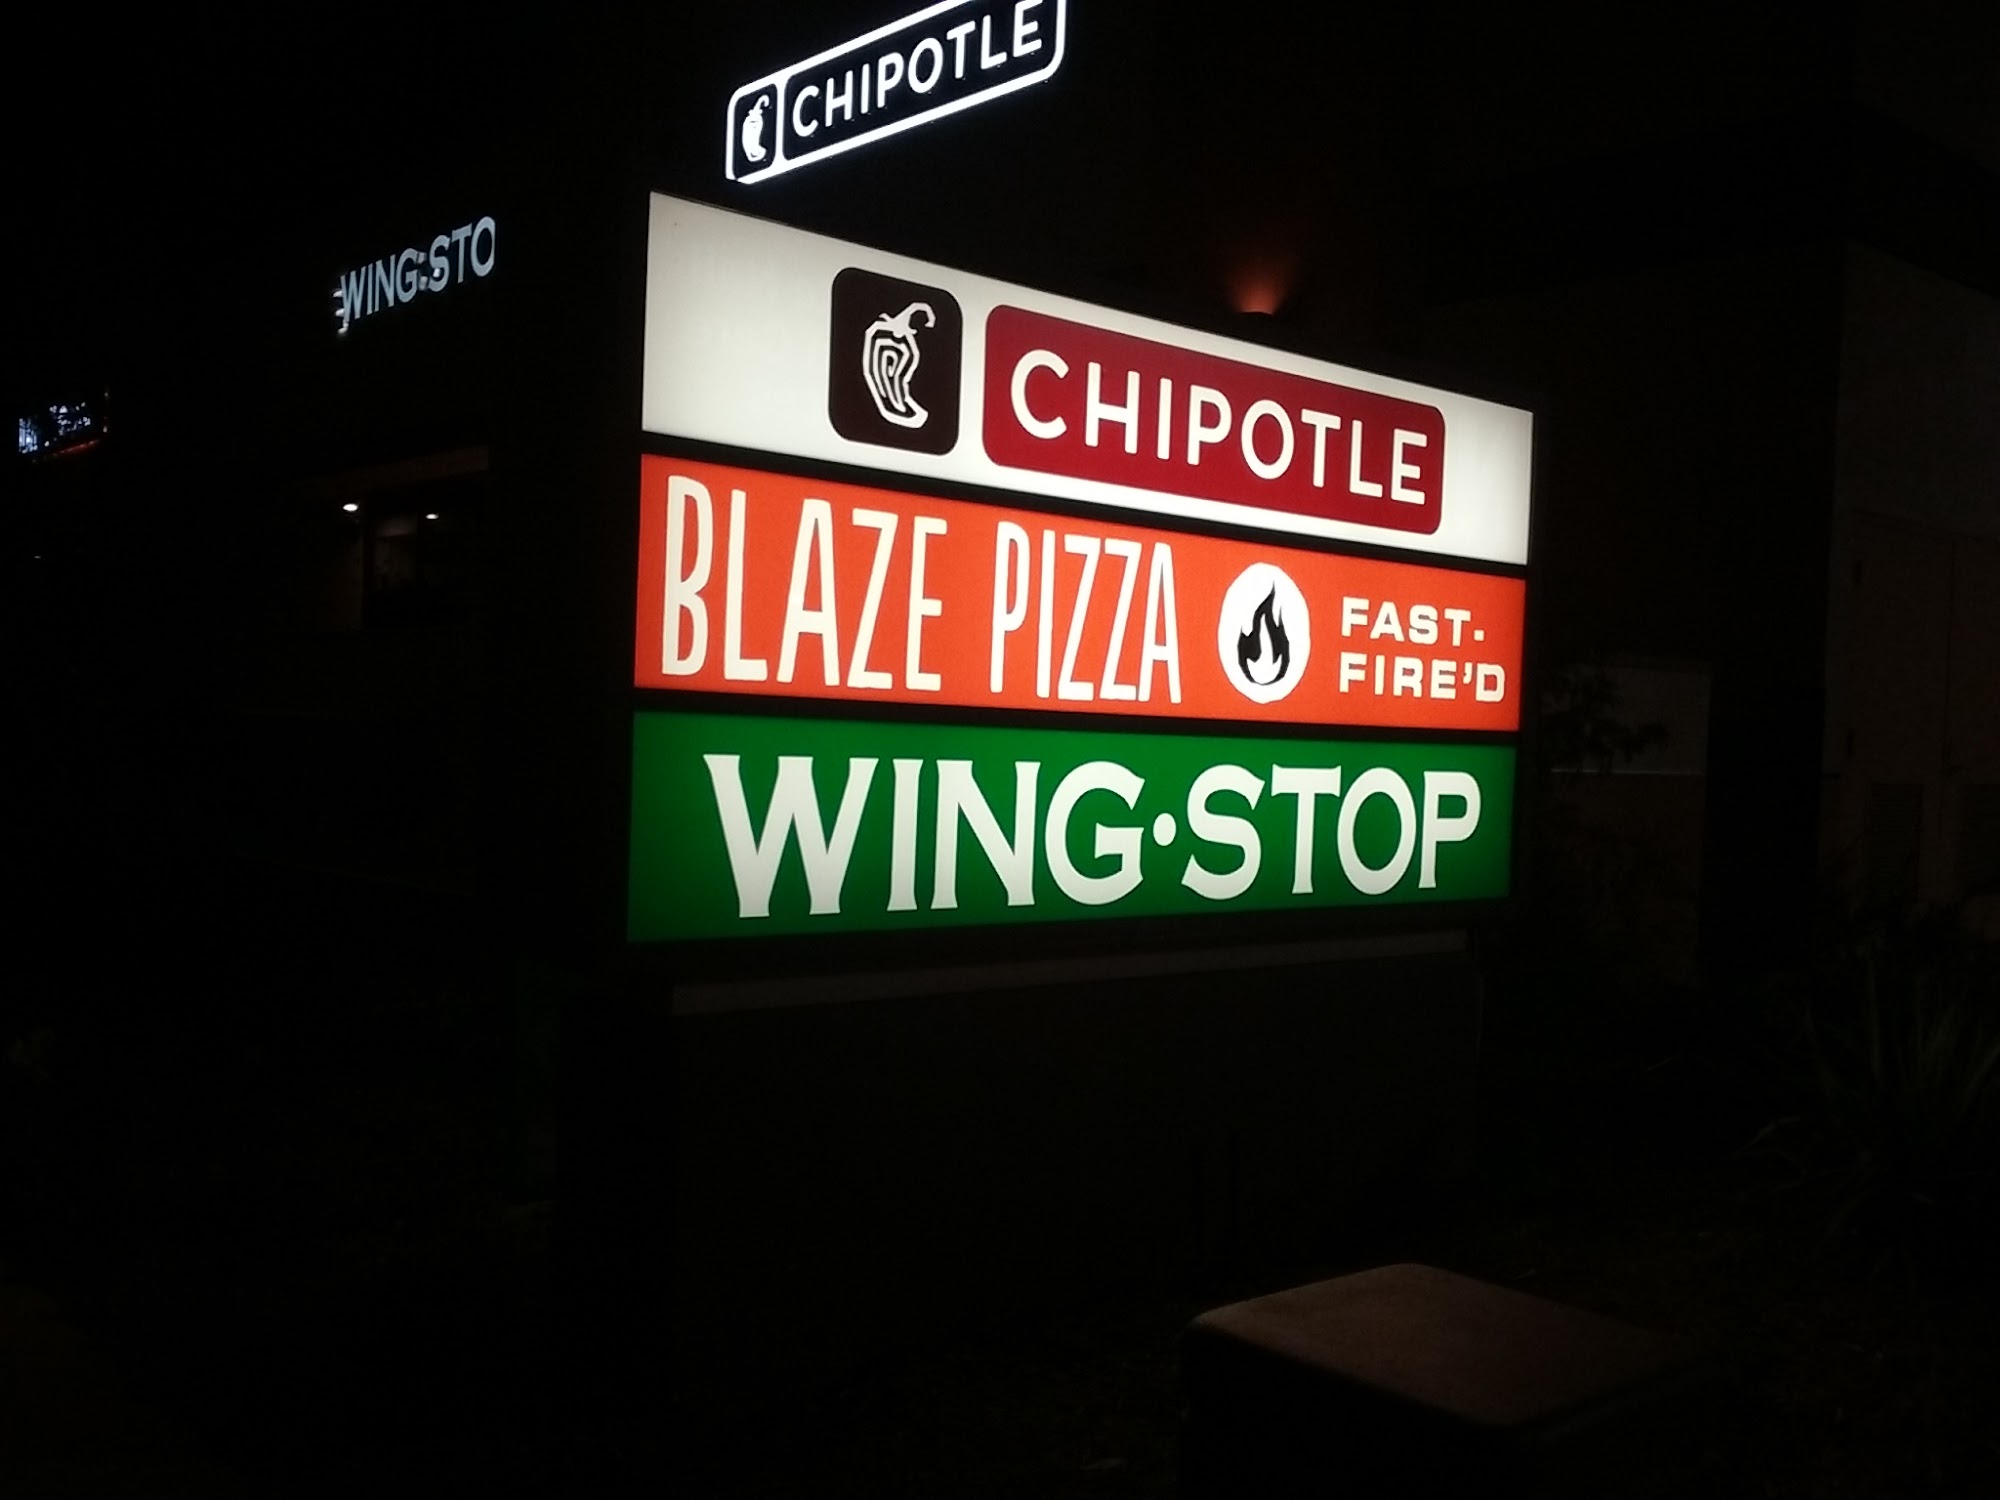 CHIPOTLE
WING·STO
CHIPOTLE
BLAZE PIZZA
FAST-
FIRE'D
WING·STOP